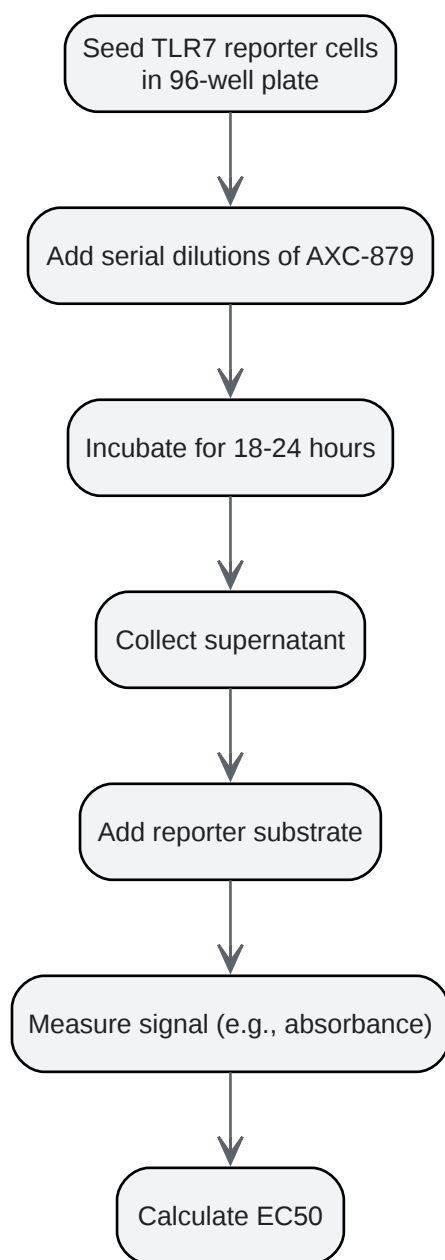 Seed TLR7 reporter cells
in 96-well plate
Add serial dilutions of AXC-879
Incubate for 18-24 hours
Collect supernatant
Add reporter substrate
Measure signal (e.g., absorbance)
Calculate EC50